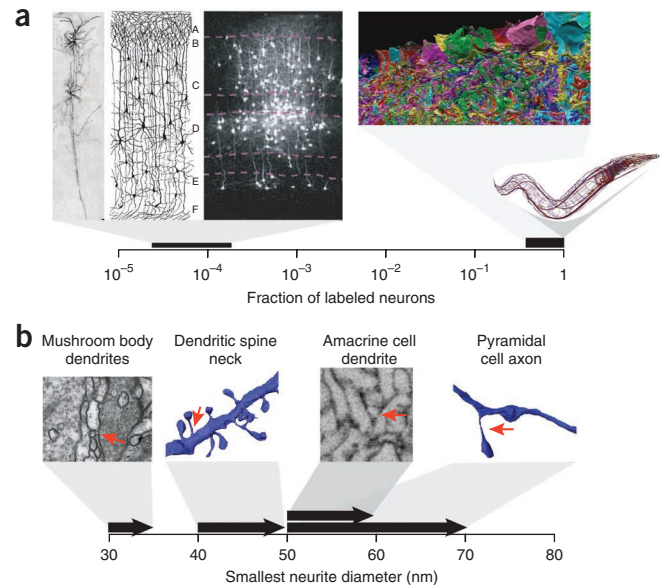 a
A
B
C
D
E
F
10⁻⁵ 10⁻⁴ 10⁻³ 10⁻² 10⁻¹ 1
Fraction of labeled neurons
b
Mushroom body
dendrites
Dendritic spine
neck
Amacrine cell
dendrite
Pyramidal
cell axon
30 40 50 60 70 80
Smallest neurite diameter (nm)